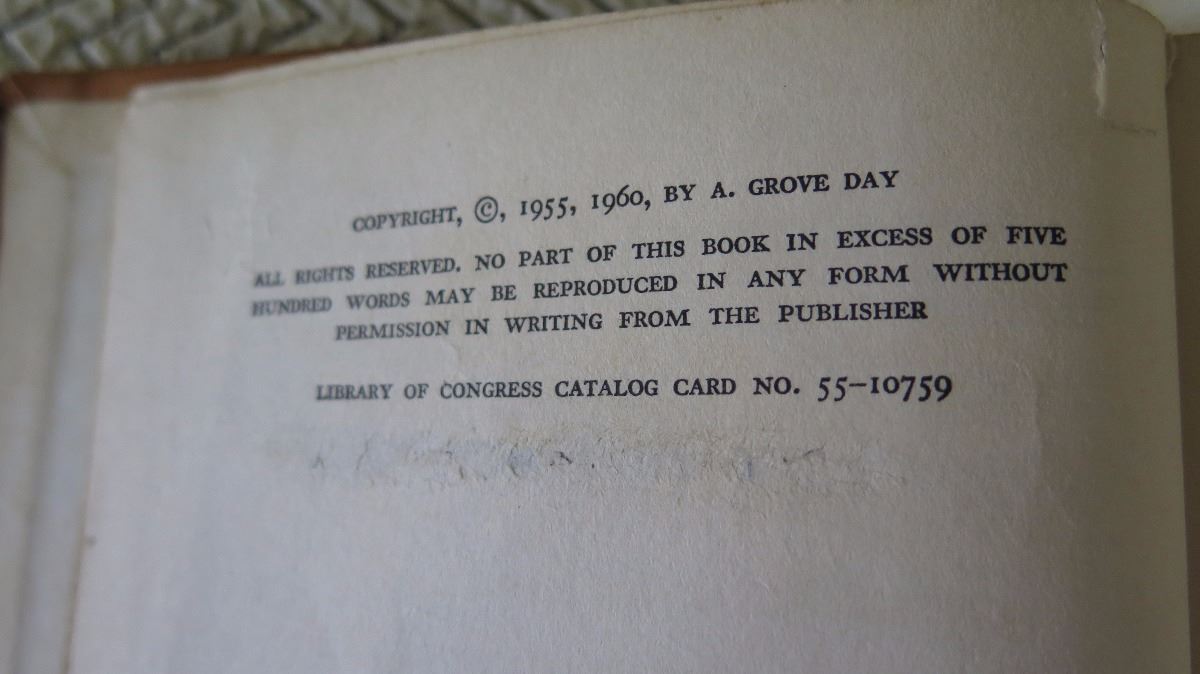 COPYRIGHT, ©, 1955, 1960, BY A. GROVE DAY
ALL RIGHTS RESERVED. NO PART OF THIS BOOK IN EXCESS OF FIVE
HUNDRED WORDS MAY BE REPRODUCED IN ANY FORM WITHOUT
PERMISSION IN WRITING FROM THE PUBLISHER
LIBRARY OF CONGRESS CATALOG CARD NO. 55-10759